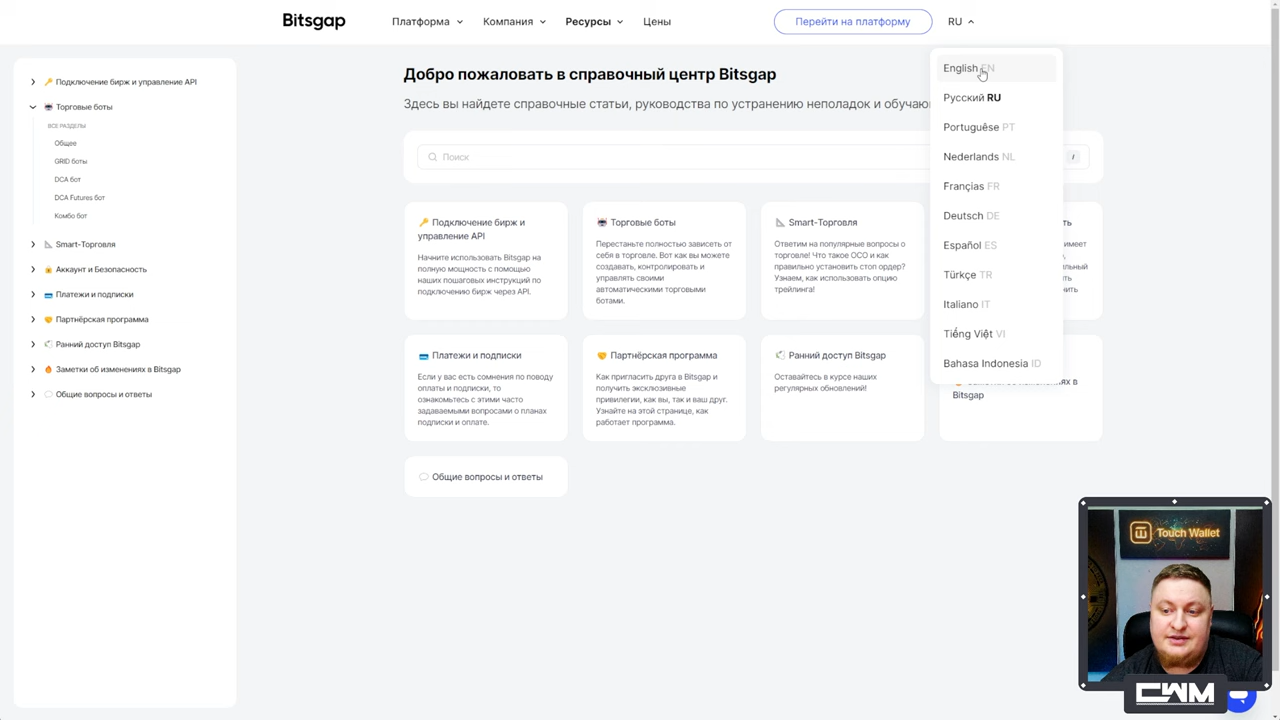 Bitsgap
Платформа
Компания
Ресурсы
Цены
Перейти на платформу
RU
English EN
Русский RU
Português PT
Nederlands NL
Françias FR
Deutsch DE
Español ES
Türkçe TR
Italiano IT
Tiếng Việt VI
Bahasa Indonesia ID
Подключение бирж и управление API
Торговые боты
ВСЕ РАЗДЕЛЫ
Общее
GRID боты
DCA бот
DCA Futures бот
Комбо бот
Smart-Торговля
Аккаунт и Безопасность
Платежи и подписки
Партнёрская программа
Ранний доступ Bitsgap
Заметки об изменениях в Bitsgap
Общие вопросы и ответы
Добро пожаловать в справочный центр Bitsgap
Здесь вы найдете справочные статьи, руководства по устранению неполадок и
Поиск
/
Подключение бирж и
управление API
Начните использовать Bitsgap на
полную мощность с помощью
наших пошаговых инструкций по
подключению бирж через API.
Торговые боты
Перестаньте полностью зависеть от
себя в торговле. Вот как вы можете
создавать, контролировать и
управлять своими
автоматическими торговыми
ботами.
Smart-Торговля
Ответим на популярные вопросы о
торговле! Что такое ОСО и как
правильно установить стоп ордер?
Узнаем, как использовать опцию
трейлинга!
Платежи и подписки
Если у вас есть сомнения по поводу
оплаты и подписки, то
ознакомьтесь с этими часто
задаваемыми вопросами о планах
подписки и оплате.
Партнёрская программа
Как пригласить друга в Bitsgap и
получить эксклюзивные
привилегии, как вы, так и ваш друг.
Узнайте на этой странице, как
работает программа.
Ранний доступ Bitsgap
Оставайтесь в курсе наших
регулярных обновлений!
Заметки об изменениях в
Bitsgap
Общие вопросы и ответы
Touch Wallet
CWM